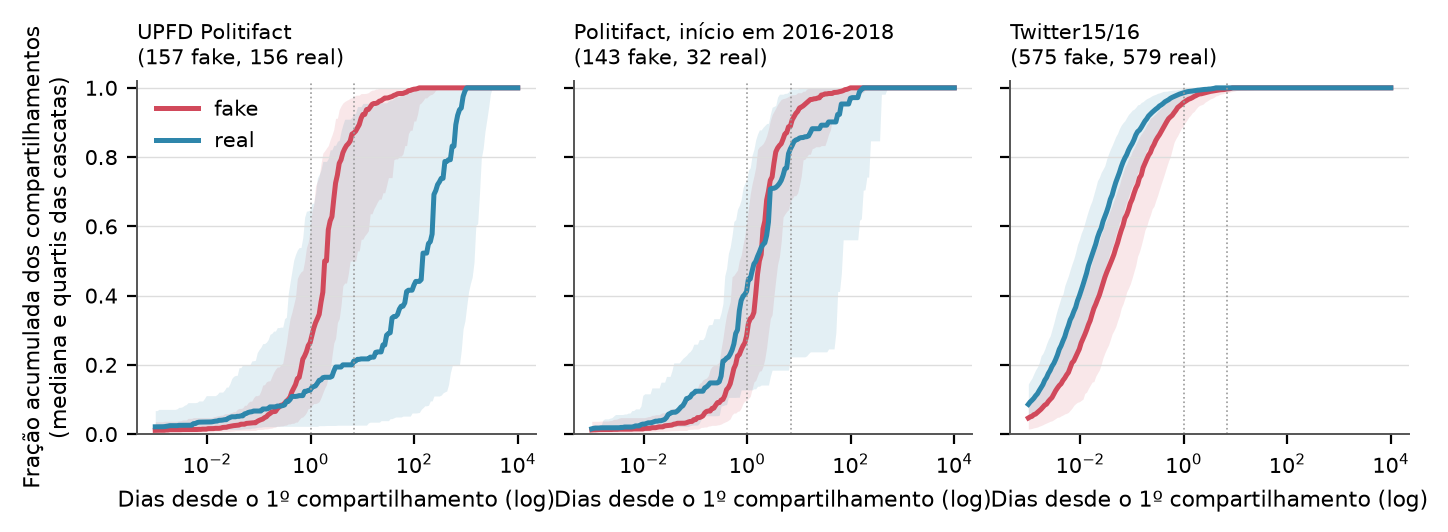 Fração acumulada dos compartilhamentos
(mediana e quartis das cascatas)
UPFD Politifact
(157 fake, 156 real)
fake
real
1.0
0.8
0.6
0.4
0.2
0.0
10⁻²
10⁰
10²
10⁴
Dias desde o 1º compartilhamento (log)
Politifact, início em 2016-2018
(143 fake, 32 real)
10⁻²
10⁰
10²
10⁴
Dias desde o 1º compartilhamento (log)
Twitter15/16
(575 fake, 579 real)
10⁻²
10⁰
10²
10⁴
Dias desde o 1º compartilhamento (log)